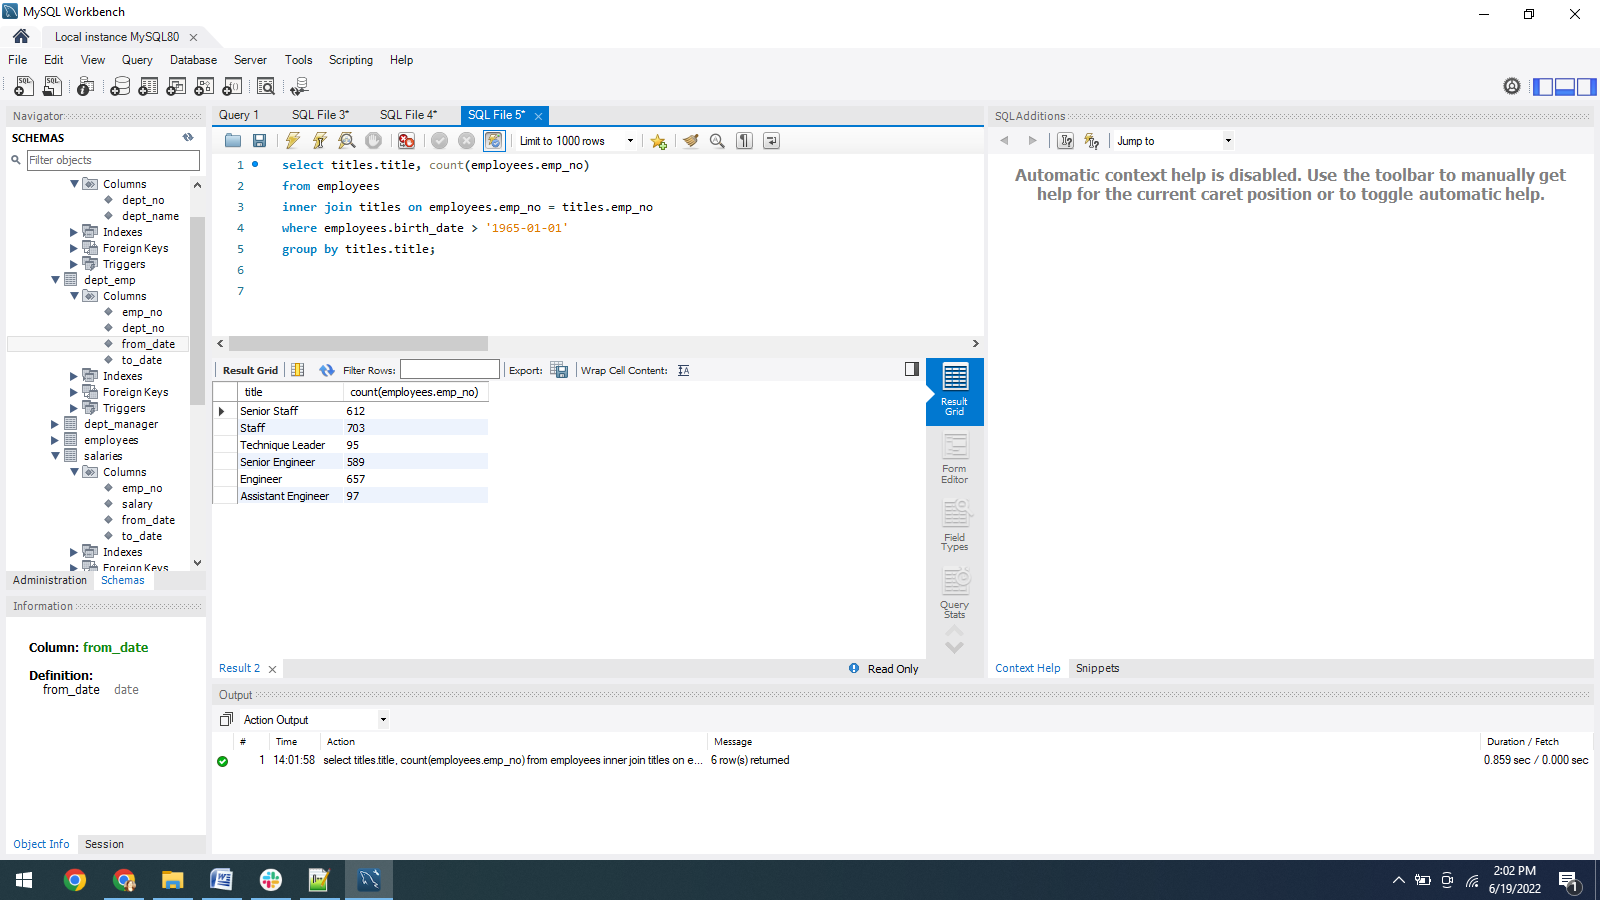 MySQL Workbench
Local instance MySQL80
File Edit View Query Database Server Tools Scripting Help
Navigator
SCHEMAS
Filter objects
Columns
dept_no
dept_name
Indexes
Foreign Keys
Triggers
dept_emp
Columns
emp_no
dept_no
from_date
to_date
Indexes
Foreign Keys
Triggers
dept_manager
employees
salaries
Columns
emp_no
salary
from_date
to_date
Indexes
Foreign Keys
Administration Schemas
Information
Column: from_date
Definition:
from_date date
Object Info Session
Query 1 SQL File 3* SQL File 4* SQL File 5*
Limit to 1000 rows
1 select titles.title, count(employees.emp_no)
2 from employees
3 inner join titles on employees.emp_no = titles.emp_no
4 where employees.birth_date > '1965-01-01'
5 group by titles.title;
6
7
Result Grid Filter Rows: Export: Wrap Cell Content:
title count(employees.emp_no)
Senior Staff 612
Staff 703
Technique Leader 95
Senior Engineer 589
Engineer 657
Assistant Engineer 97
Result
Grid
Form
Editor
Field
Types
Query
Stats
Result 2
Read Only
SQLAdditions
Jump to
Automatic context help is disabled. Use the toolbar to manually get
help for the current caret position or to toggle automatic help.
Context Help Snippets
Output
Action Output
# Time Action Message Duration / Fetch
1 14:01:58 select titles.title, count(employees.emp_no) from employees inner join titles on e... 6 row(s) returned 0.859 sec / 0.000 sec
2:02 PM
6/19/2022
1